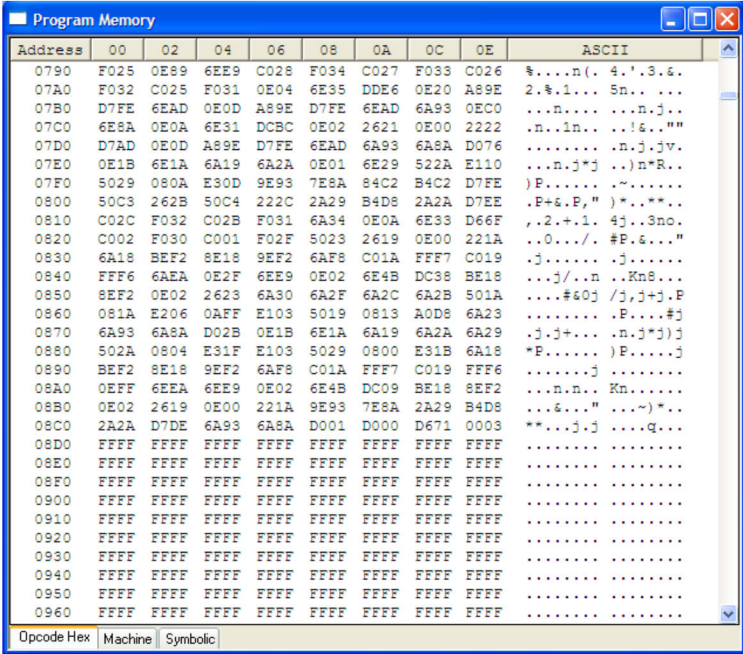 Program Memory
Address 00 02 04 06 08 0A 0C 0E ASCII
0790 F025 0E89 6EE9 C028 F034 C027 F033 C026 %....n(. 4.'.3.&.
07A0 F032 C025 F031 0E04 6E35 DDE6 0E20 A89E 2.%.1... 5n.. ...
07B0 D7FE 6EAD 0E0D A89E D7FE 6EAD 6A93 0EC0 ...n.... ...n.j..
07C0 6E8A 0E0A 6E31 DCBC 0E02 2621 0E00 2222 .n..1n.. ..!&..""
07D0 D7AD 0E0D A89E D7FE 6EAD 6A93 6A8A D076 ........ .n.j.jv.
07E0 0E1B 6E1A 6A19 6A2A 0E01 6E29 522A E110 ...n.j*j ..)n*R..
07F0 5029 080A E30D 9E93 7E8A 84C2 B4C2 D7FE )P...... .~......
0800 50C3 262B 50C4 222C 2A29 B4D8 2A2A D7EE .P+&.P," )*..**..
0810 C02C F032 C02B F031 6A34 0E0A 6E33 D66F ,.2.+.1. 4j..3no.
0820 C002 F030 C001 F02F 5023 2619 0E00 221A ..0.../. #P.&..."
0830 6A18 BEF2 8E18 9EF2 6AF8 C01A FFF7 C019 .j...... .j......
0840 FFF6 6AEA 0E2F 6EE9 0E02 6E4B DC38 BE18 ...j/..n ..Kn8...
0850 8EF2 0E02 2623 6A30 6A2F 6A2C 6A2B 501A ....#&0j /j,j+j.P
0860 081A E206 0AFF E103 5019 0813 A0D8 6A23 ........ .P....#j
0870 6A93 6A8A D02B 0E1B 6E1A 6A19 6A2A 6A29 .j.j+... .n.j*j)j
0880 502A 0804 E31F E103 5029 0800 E31B 6A18 *P...... )P.....j
0890 BEF2 8E18 9EF2 6AF8 C01A FFF7 C019 FFF6 .......j ........
08A0 0EFF 6EEA 6EE9 0E02 6E4B DC09 BE18 8EF2 ...n.n.. Kn......
08B0 0E02 2619 0E00 221A 9E93 7E8A 2A29 B4D8 ...&..." ...~)*..
08C0 2A2A D7DE 6A93 6A8A D001 D000 D671 0003 **...j.j ....q...
08D0 FFFF FFFF FFFF FFFF FFFF FFFF FFFF FFFF ........ ........
08E0 FFFF FFFF FFFF FFFF FFFF FFFF FFFF FFFF ........ ........
08F0 FFFF FFFF FFFF FFFF FFFF FFFF FFFF FFFF ........ ........
0900 FFFF FFFF FFFF FFFF FFFF FFFF FFFF FFFF ........ ........
0910 FFFF FFFF FFFF FFFF FFFF FFFF FFFF FFFF ........ ........
0920 FFFF FFFF FFFF FFFF FFFF FFFF FFFF FFFF ........ ........
0930 FFFF FFFF FFFF FFFF FFFF FFFF FFFF FFFF ........ ........
0940 FFFF FFFF FFFF FFFF FFFF FFFF FFFF FFFF ........ ........
0950 FFFF FFFF FFFF FFFF FFFF FFFF FFFF FFFF ........ ........
0960 FFFF FFFF FFFF FFFF FFFF FFFF FFFF FFFF ........ ........
Opcode Hex Machine Symbolic